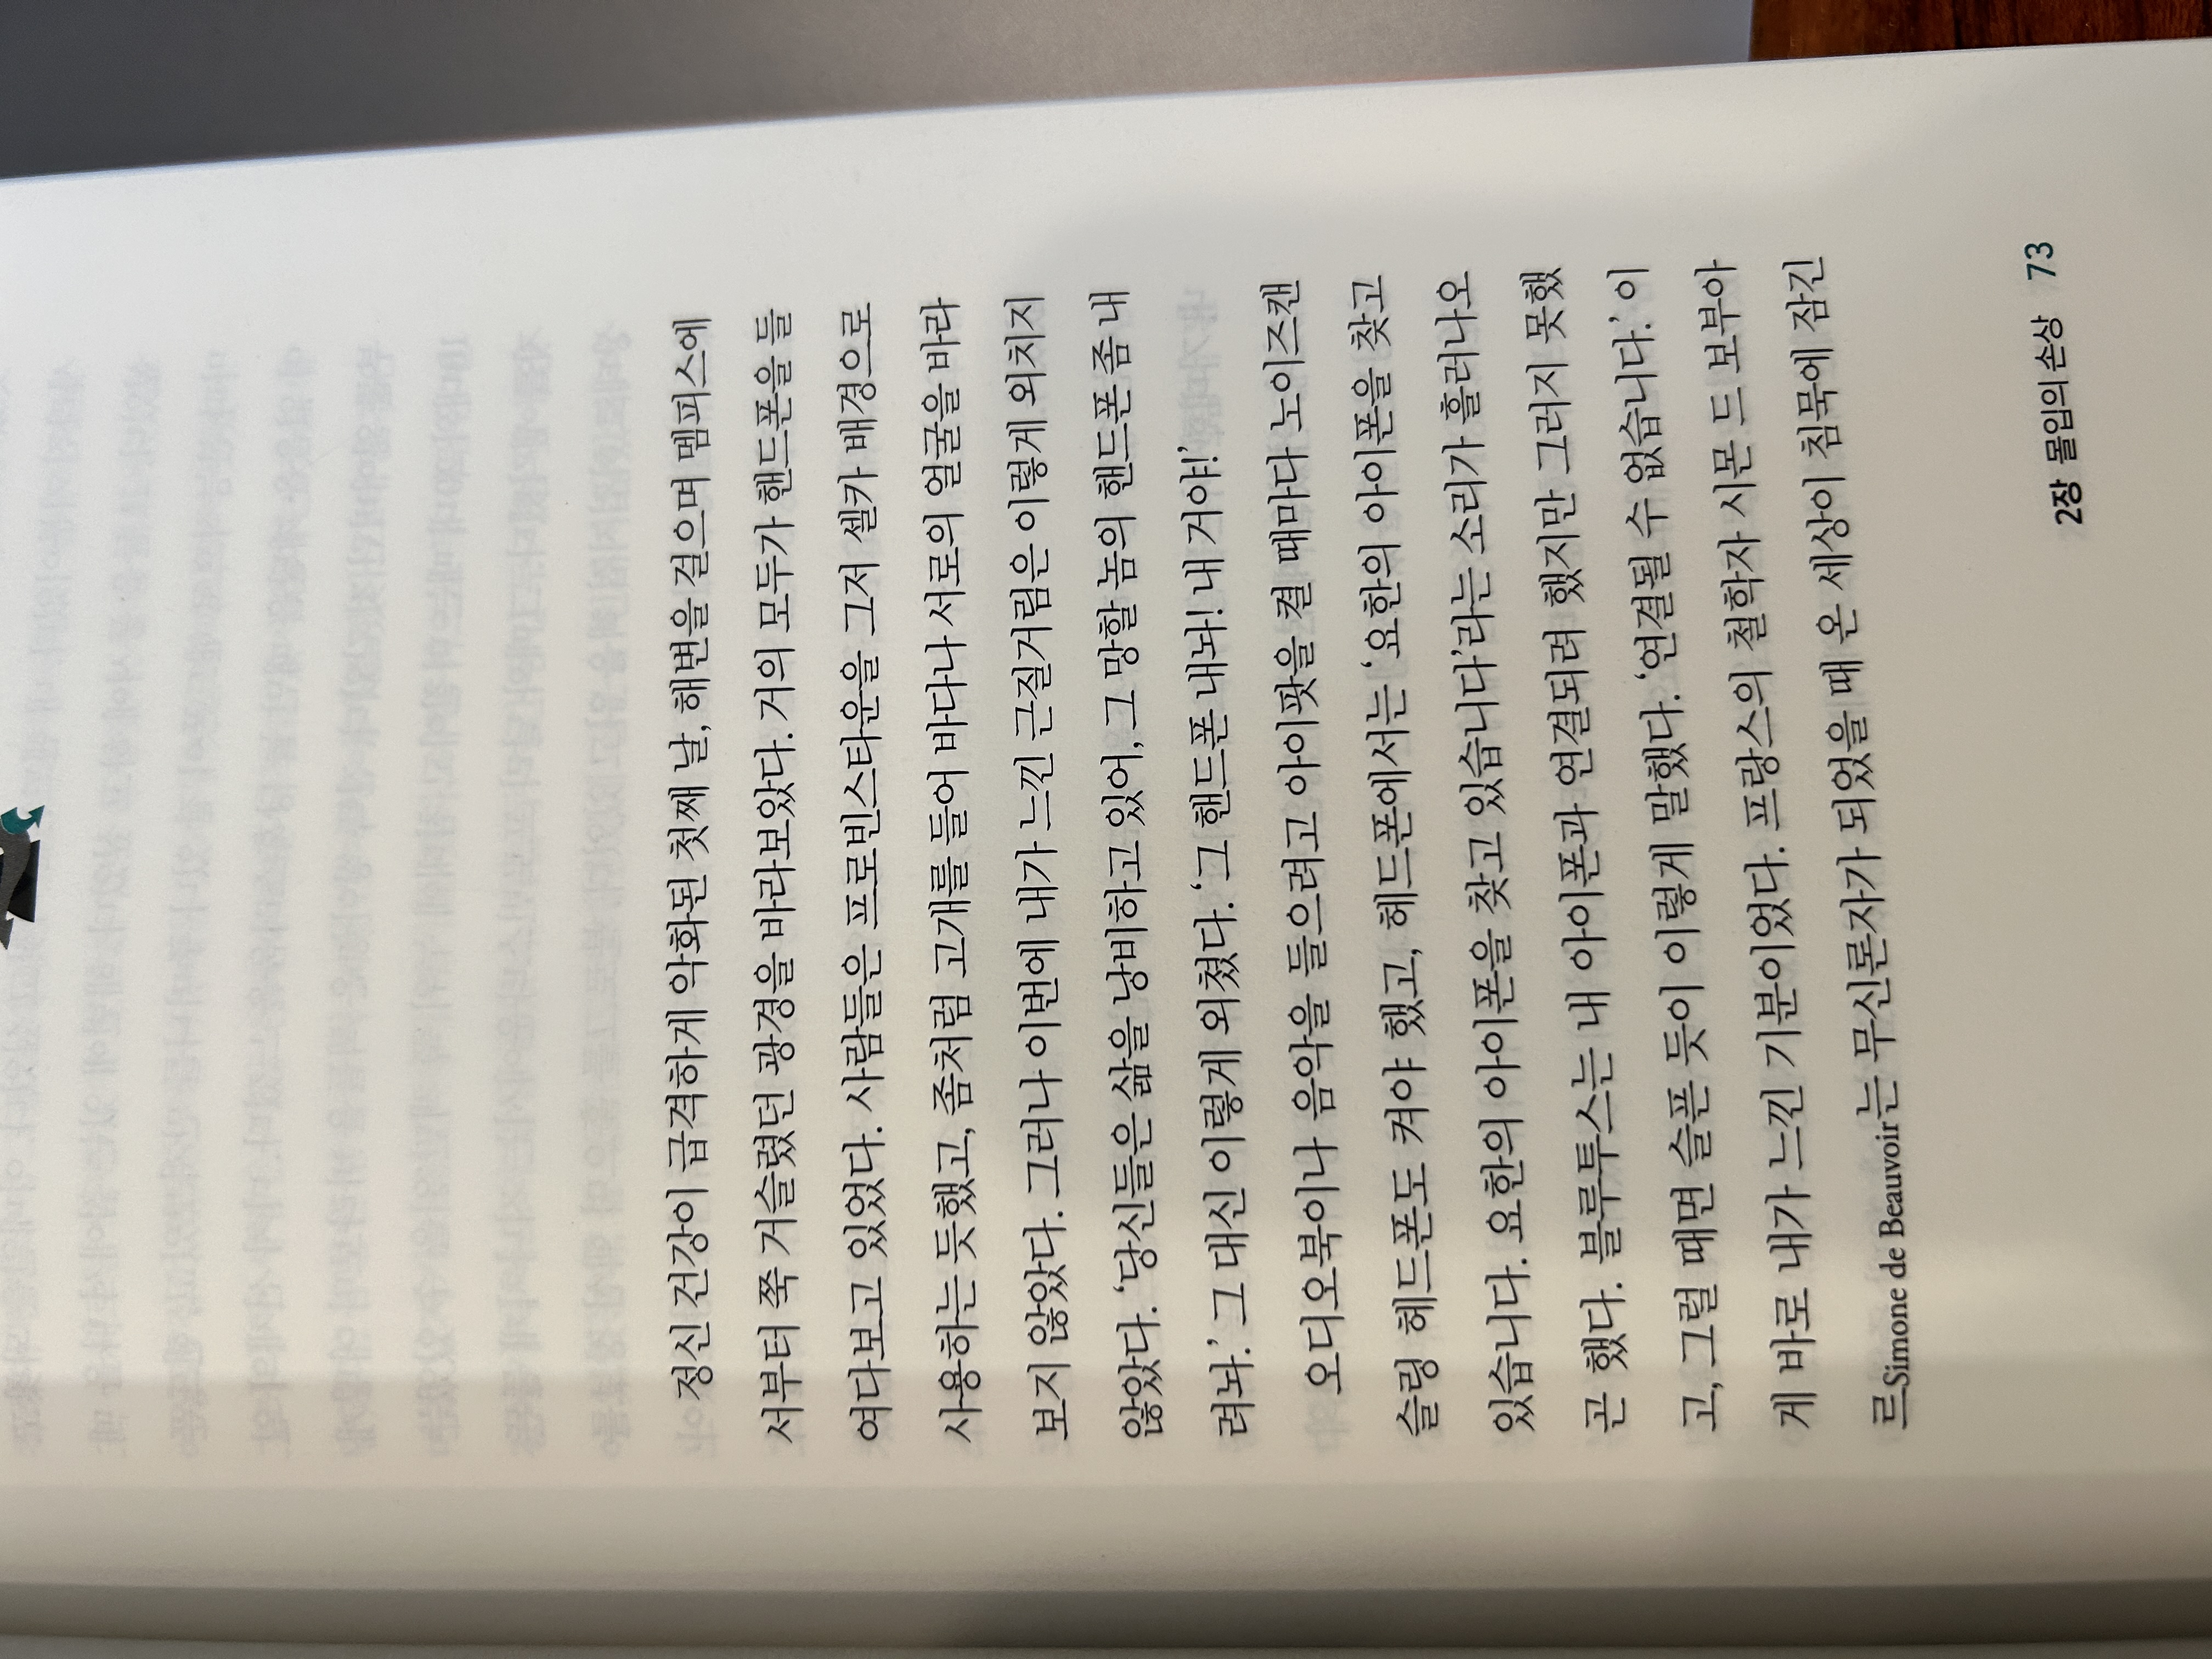 정신 건강이 급격하게 악화된 첫째 날, 해변을 걸으며 멤피스에
서부터 쭉 거슬렸던 광경을 바라보았다. 거의 모두가 핸드폰을 들
여다보고 있었다. 사람들은 프로빈스타운을 그저 셀카 배경으로
사용하는 듯했고, 좀처럼 고개를 들어 바다나 서로의 얼굴을 바라
보지 않았다. 그러나 이번에 내가 느낀 근질거림은 이렇게 외치지
않았다. ‘당신들은 삶을 낭비하고 있어, 그 망할 놈의 핸드폰 좀 내
려놔.’ 그 대신 이렇게 외쳤다. ‘그 핸드폰 내놔! 내 거야!’
오디오북이나 음악을 들으려고 아이팟을 켤 때마다 노이즈캔
슬링 헤드폰도 켜야 했고, 헤드폰에서는 ‘요한의 아이폰을 찾고
있습니다. 요한의 아이폰을 찾고 있습니다’라는 소리가 흘러나오
곤 했다. 블루투스는 내 아이폰과 연결되려 했지만 그러지 못했
고, 그럴 때면 슬픈 듯이 이렇게 말했다. ‘연결될 수 없습니다.’ 이
게 바로 내가 느낀 기분이었다. 프랑스의 철학자 시몬 드 보부아
르Simone de Beauvoir는 무신론자가 되었을 때 온 세상이 침묵에 잠긴
2장 몰입의 손상 73